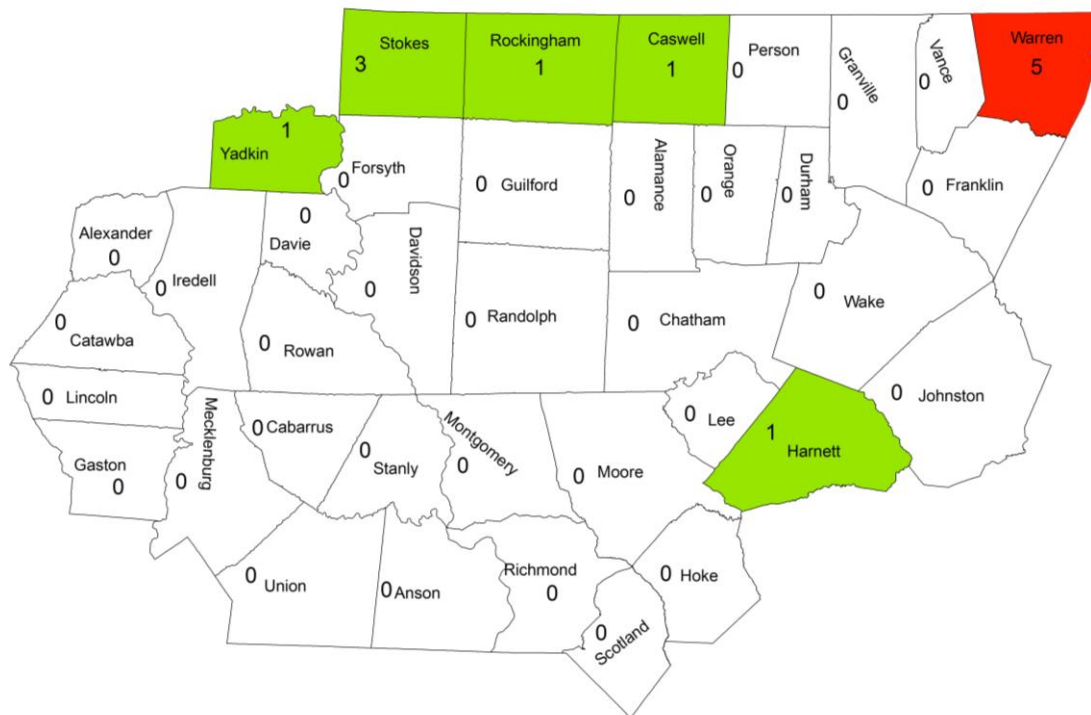 Stokes
3
Rockingham
1
Caswell
1
Person
0
Granville
0
Vance
0
Warren
5
Yadkin
1
Forsyth
0
Guilford
0
Alamance
0
Orange
0
Durham
0
Franklin
0
Alexander
0
Iredell
0
Davie
0
Davidson
0
Randolph
0
Chatham
0
Wake
0
Catawba
0
Rowan
0
Lincoln
0
Mecklenburg
0
Cabarrus
0
Stanly
0
Montgomery
0
Moore
0
Lee
0
Harnett
1
Johnston
0
Gaston
0
Union
0
Anson
0
Richmond
0
Scotland
0
Hoke
0